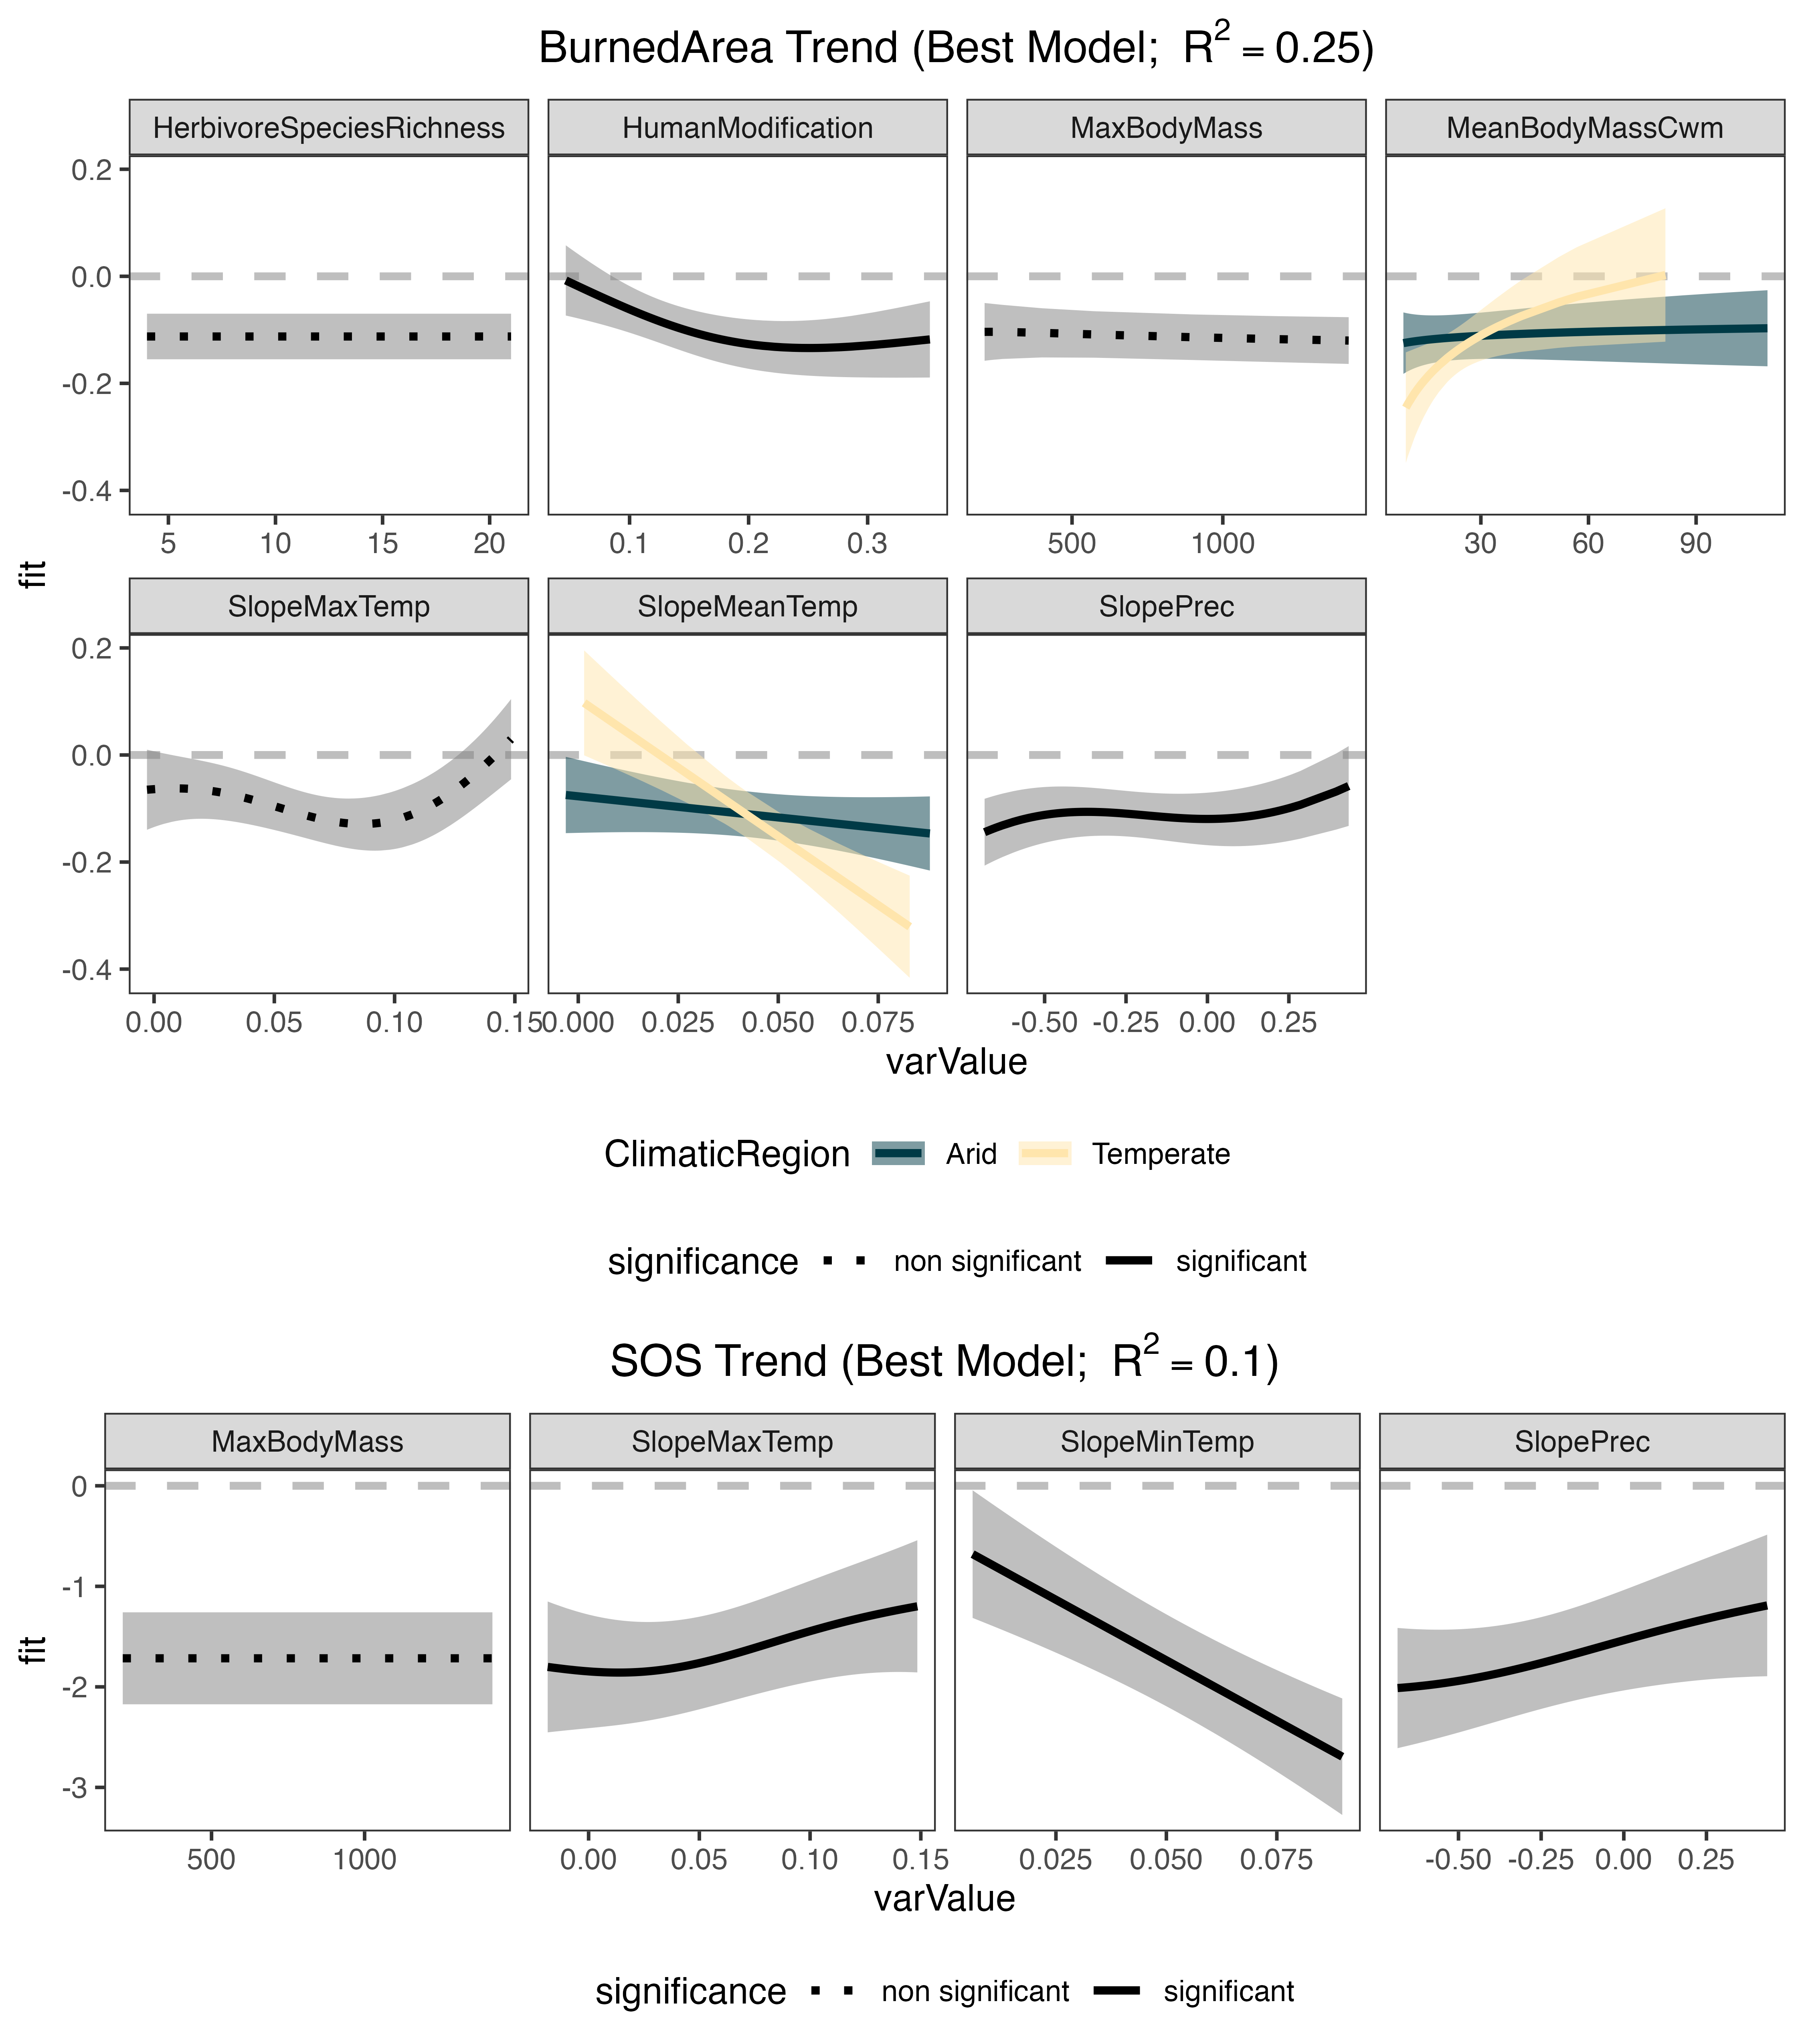 BurnedArea Trend (Best Model; R² = 0.25)
HerbivoreSpeciesRichness HumanModification MaxBodyMass MeanBodyMassCwm
0.2
0.0
-0.2
-0.4
5 10 15 20 0.1 0.2 0.3 500 1000 30 60 90
fit
SlopeMaxTemp SlopeMeanTemp SlopePrec
0.2
0.0
-0.2
-0.4
0.00 0.05 0.10 0.15 0.000 0.025 0.050 0.075 -0.50 -0.25 0.00 0.25
varValue
ClimaticRegion Arid Temperate
significance non significant significant
SOS Trend (Best Model; R² = 0.1)
MaxBodyMass SlopeMaxTemp SlopeMinTemp SlopePrec
0
-1
-2
-3
fit
500 1000 0.00 0.05 0.10 0.15 0.025 0.050 0.075 -0.50 -0.25 0.00 0.25
varValue
significance non significant significant